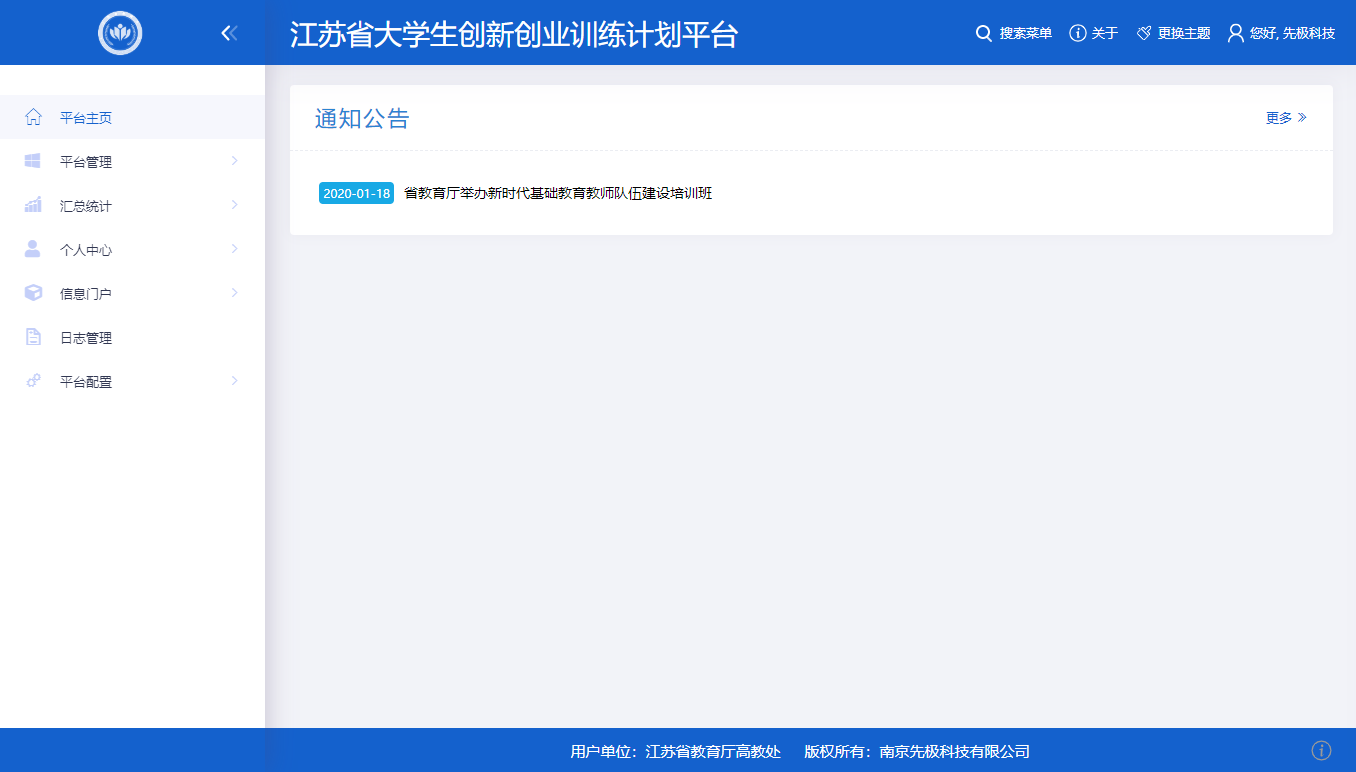 江苏省大学生创新创业训练计划平台
搜索菜单
关于
更换主题
您好, 先极科技
平台主页
平台管理
汇总统计
个人中心
信息门户
日志管理
平台配置
通知公告
更多
2020-01-18 省教育厅举办新时代基础教育教师队伍建设培训班
用户单位：江苏省教育厅高教处 版权所有：南京先极科技有限公司